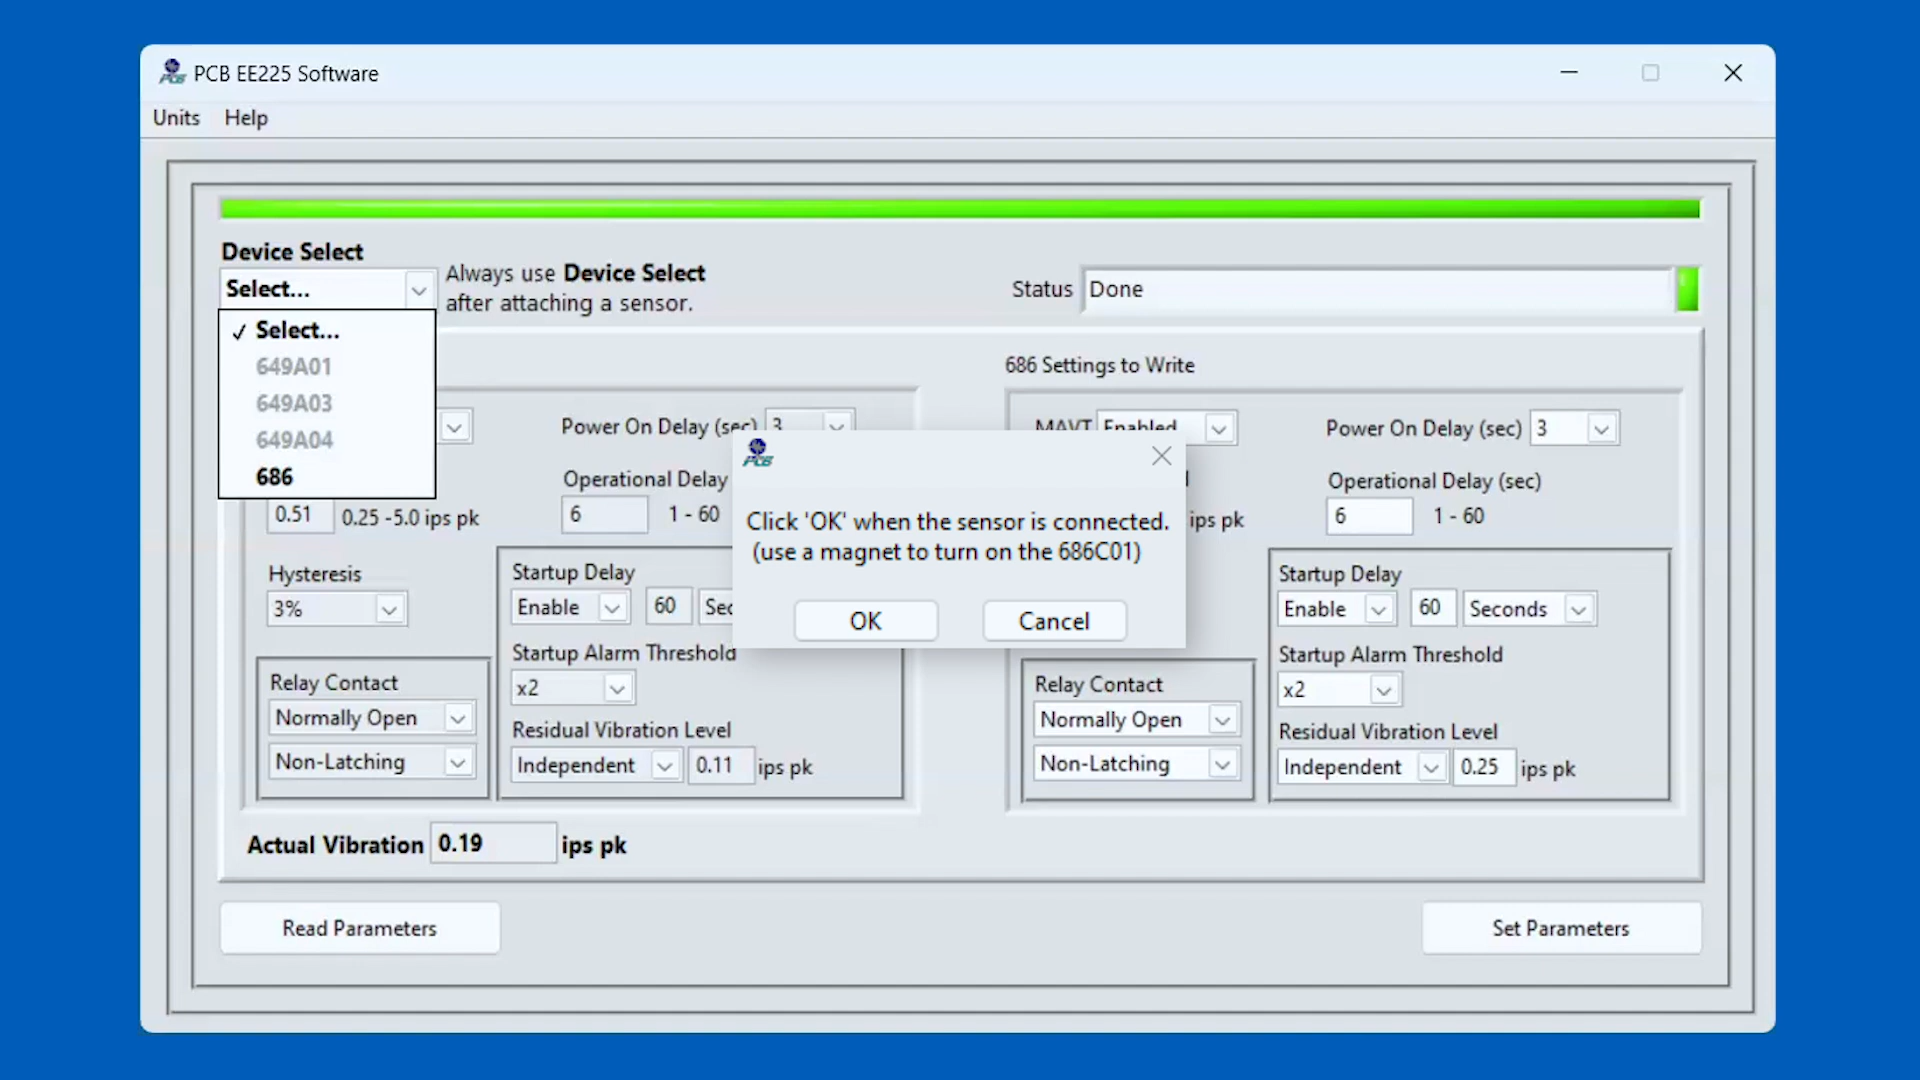 PCB EE225 Software
Units Help
Device Select
Select...
Always use Device Select
after attaching a sensor.
Status Done
✓ Select...
649A01
649A03
649A04
686
686 Settings to Write
Power On Delay (sec) 3
MAVT Enabled
Power On Delay (sec) 3
Operational Delay
6 1 - 60
0.51 0.25 -5.0 ips pk
PCB
Click 'OK' when the sensor is connected.
(use a magnet to turn on the 686C01)
OK Cancel
ips pk
Operational Delay (sec)
6 1 - 60
Hysteresis
3%
Startup Delay
Enable 60 Sec
Startup Alarm Threshold
x2
Residual Vibration Level
Independent 0.11 ips pk
Relay Contact
Normally Open
Non-Latching
Startup Delay
Enable 60 Seconds
Startup Alarm Threshold
x2
Residual Vibration Level
Independent 0.25 ips pk
Relay Contact
Normally Open
Non-Latching
Actual Vibration 0.19 ips pk
Read Parameters
Set Parameters